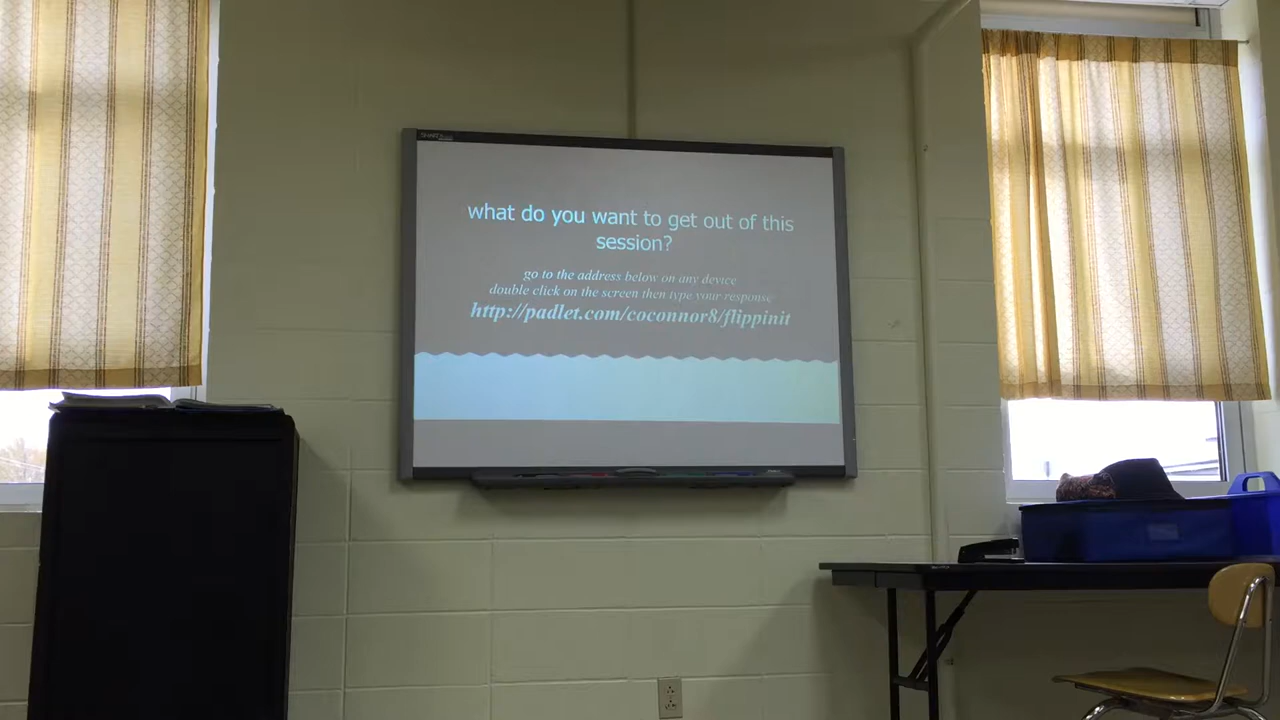 SMART
what do you want to get out of this
session?
go to the address below on any device
double click on the screen then type your response
http://padlet.com/coconnor8/flippinit